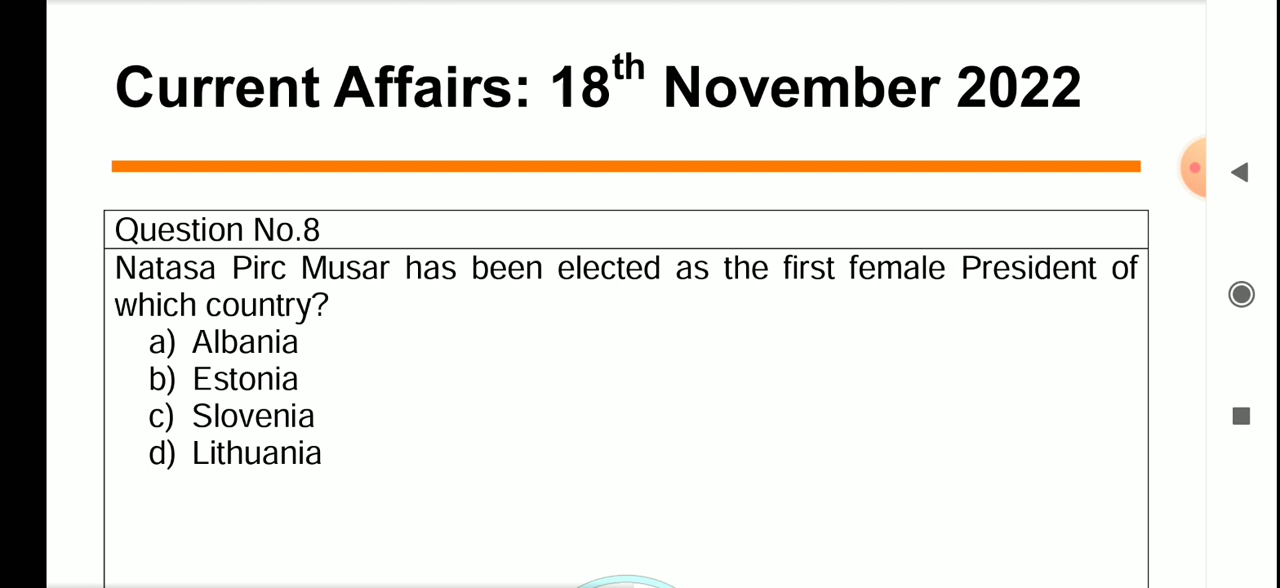 Current Affairs: 18th November 2022
Question No.8
Natasa Pirc Musar has been elected as the first female President of
which country?
a) Albania
b) Estonia
c) Slovenia
d) Lithuania